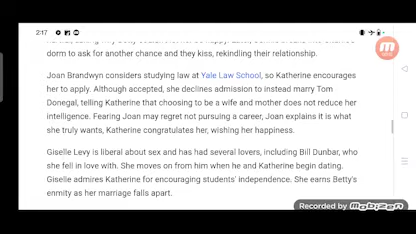 2:17
dorm to ask for another chance and they kiss, rekindling their relationship.
Joan Brandwyn considers studying law at Yale Law School, so Katherine encourages
her to apply. Although accepted, she declines admission to instead marry Tom
Donegal, telling Katherine that choosing to be a wife and mother does not reduce her
intelligence. Fearing Joan may regret not pursuing a career, Joan explains it is what
she truly wants, Katherine congratulates her, wishing her happiness.
Giselle Levy is liberal about sex and has had several lovers, including Bill Dunbar, who
she fell in love with. She moves on from him when he and Katherine begin dating.
Giselle admires Katherine for encouraging students' independence. She earns Betty's
enmity as her marriage falls apart.
Recorded by Mobizen